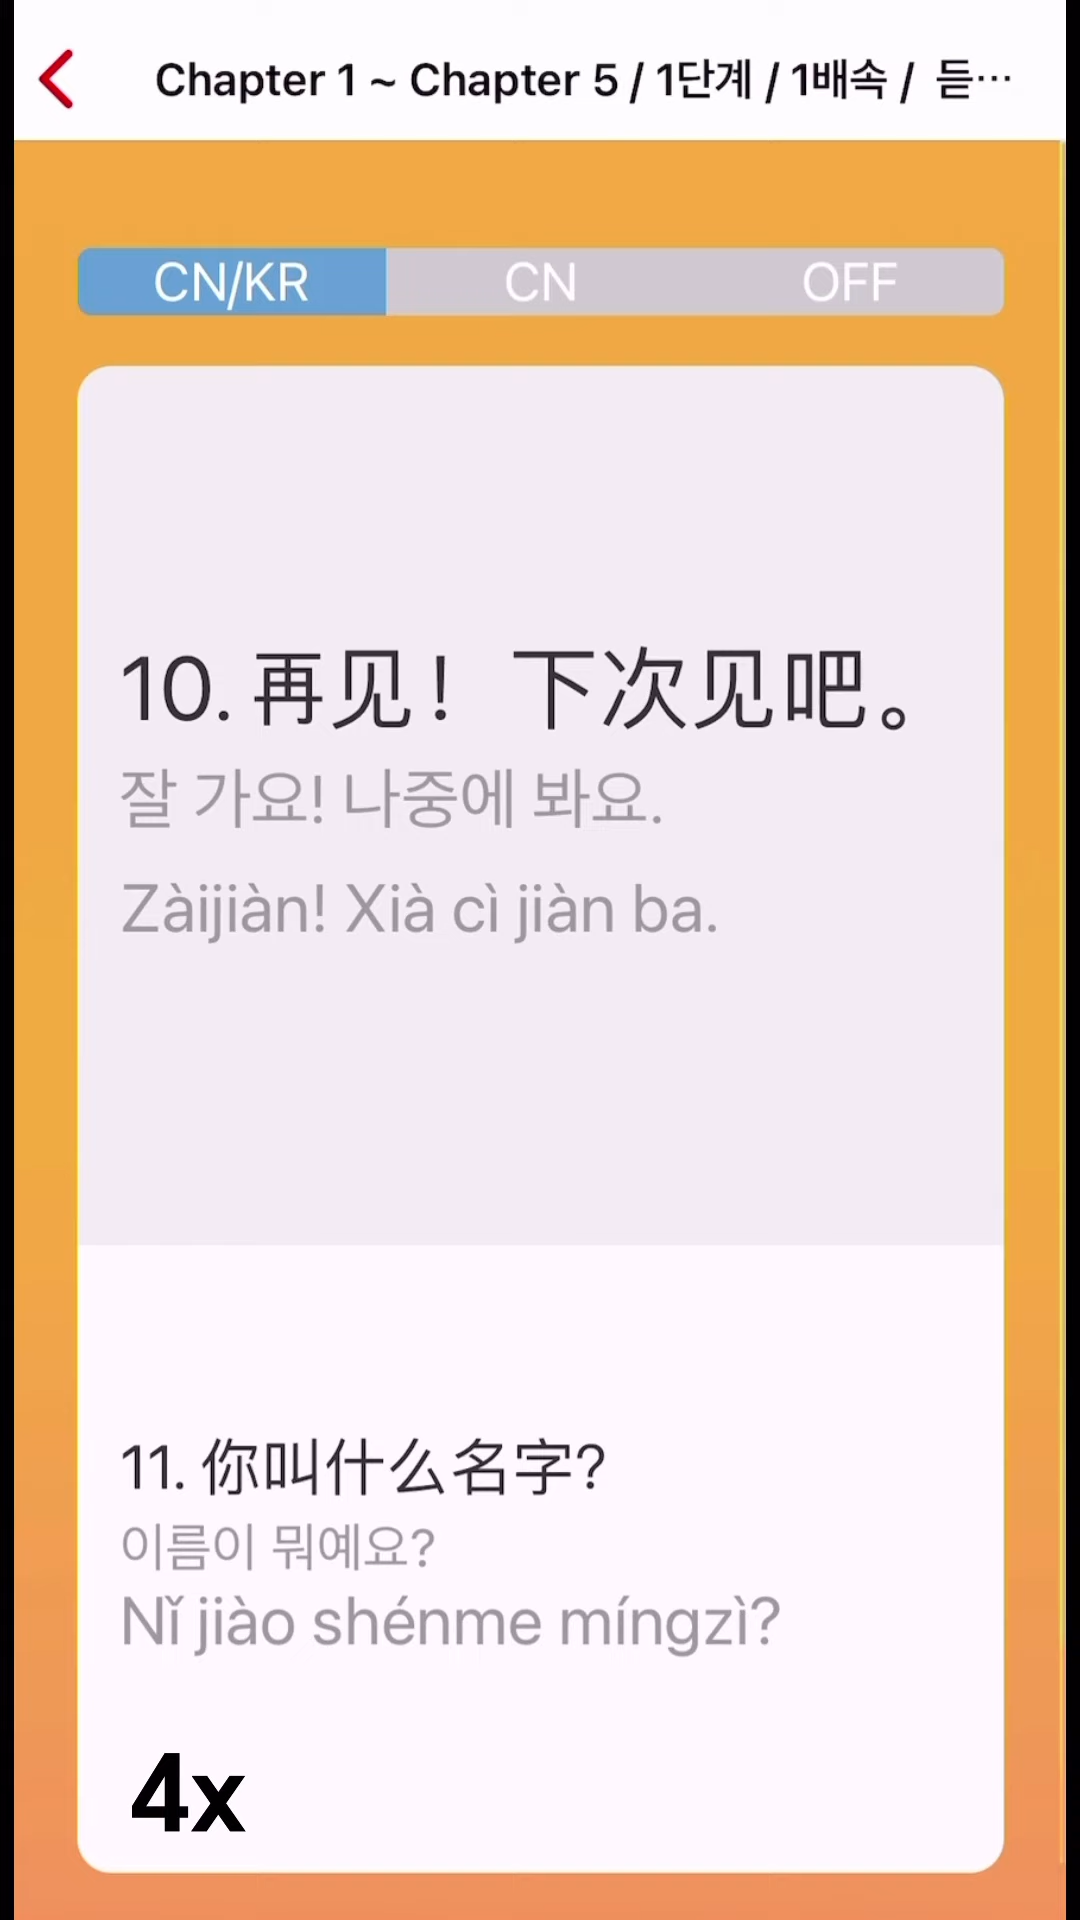 Chapter 1 ~ Chapter 5 / 1단계 / 1배속 / 듣···
CN/KR CN OFF
10. 再见！下次见吧。
잘 가요! 나중에 봐요.
Zàijiàn! Xià cì jiàn ba.
11. 你叫什么名字?
이름이 뭐예요?
Nǐ jiào shénme míngzì?
4x